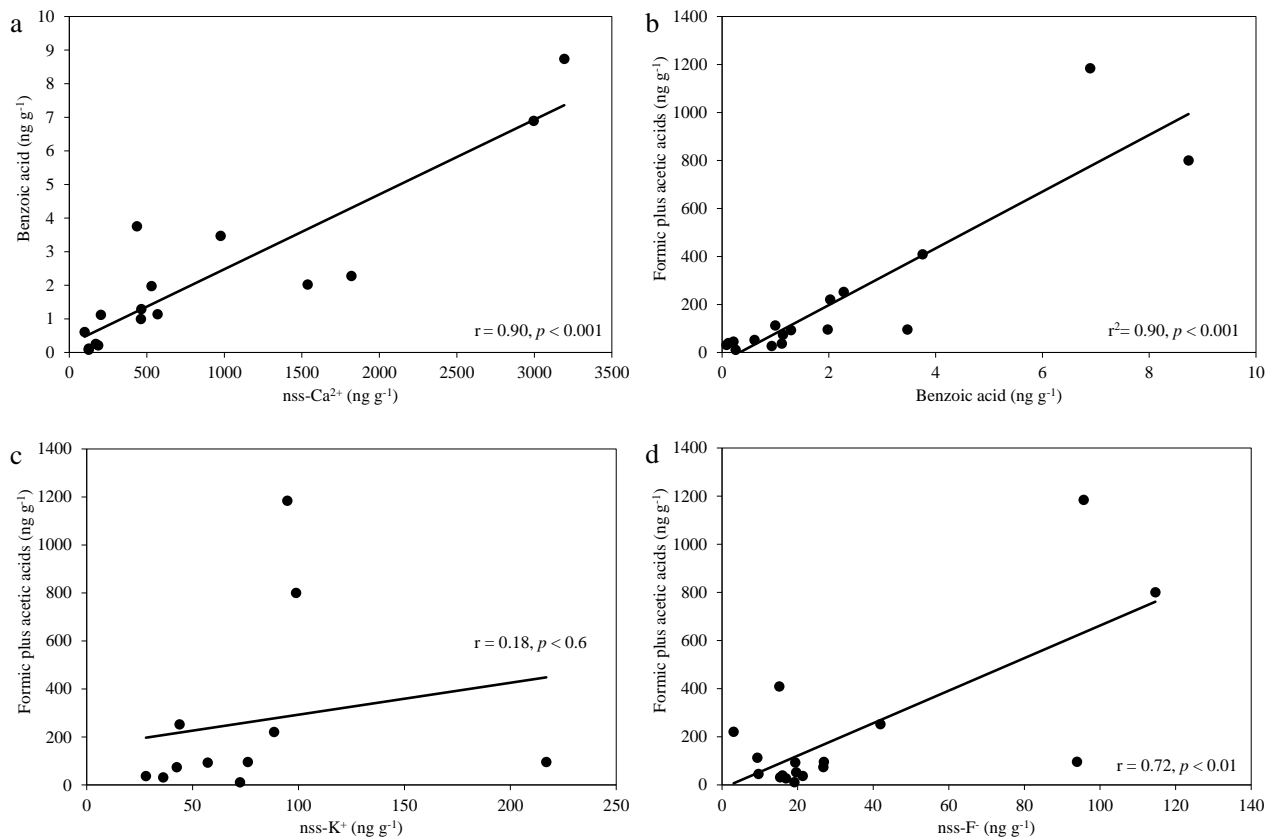 a
10
9
8
7
6
5
4
3
2
1
0
Benzoic acid (ng g⁻¹)
r = 0.90, p < 0.001
0 500 1000 1500 2000 2500 3000 3500
nss-Ca²⁺ (ng g⁻¹)
b
1400
1200
1000
800
600
400
200
0
Formic plus acetic acids (ng g⁻¹)
r²= 0.90, p < 0.001
0 2 4 6 8 10
Benzoic acid (ng g⁻¹)
c
1400
1200
1000
800
600
400
200
0
Formic plus acetic acids (ng g⁻¹)
r = 0.18, p < 0.6
0 50 100 150 200 250
nss-K⁺ (ng g⁻¹)
d
1400
1200
1000
800
600
400
200
0
Formic plus acetic acids (ng g⁻¹)
r = 0.72, p < 0.01
0 20 40 60 80 100 120 140
nss-F⁻ (ng g⁻¹)